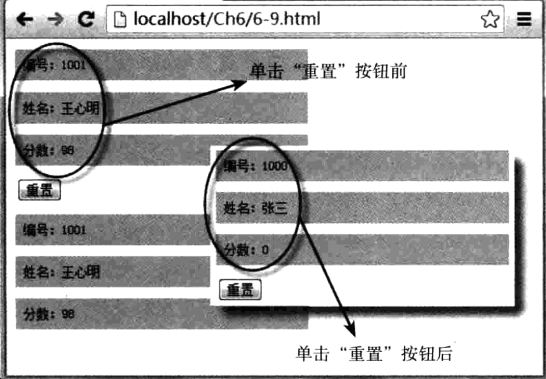 localhost/Ch6/6-9.html
编号：1001
单击“重置”按钮前
姓名：王心明
分数：98
重置
编号：1001
姓名：王心明
分数：98
编号：1000
姓名：张三
分数：0
重置
单击“重置”按钮后